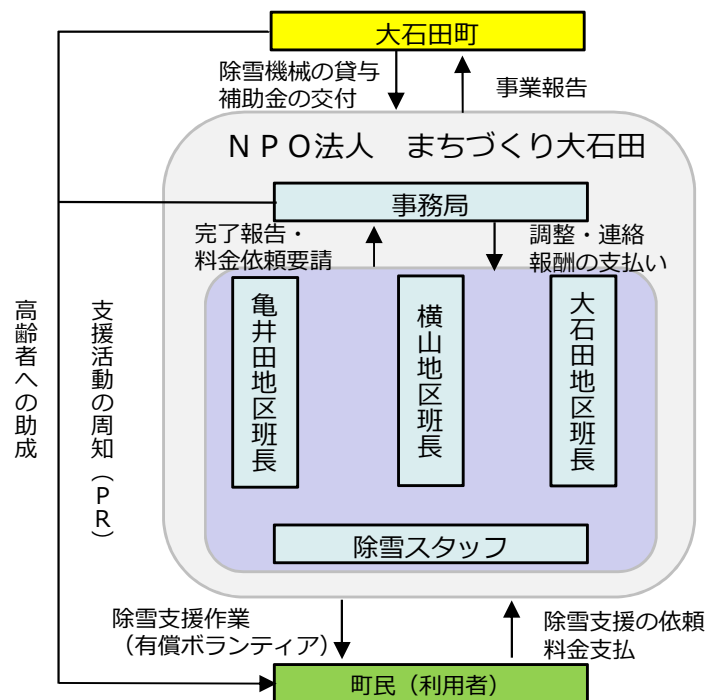 大石田町
除雪機械の貸与
補助金の交付
事業報告
ＮＰＯ法人　まちづくり大石田
事務局
完了報告・
料金依頼要請
調整・連絡
報酬の支払い
亀井田地区班長
横山地区班長
大石田地区班長
高齢者への助成
支援活動の周知（ＰＲ）
除雪スタッフ
除雪支援作業
（有償ボランティア）
除雪支援の依頼
料金支払
町民（利用者）